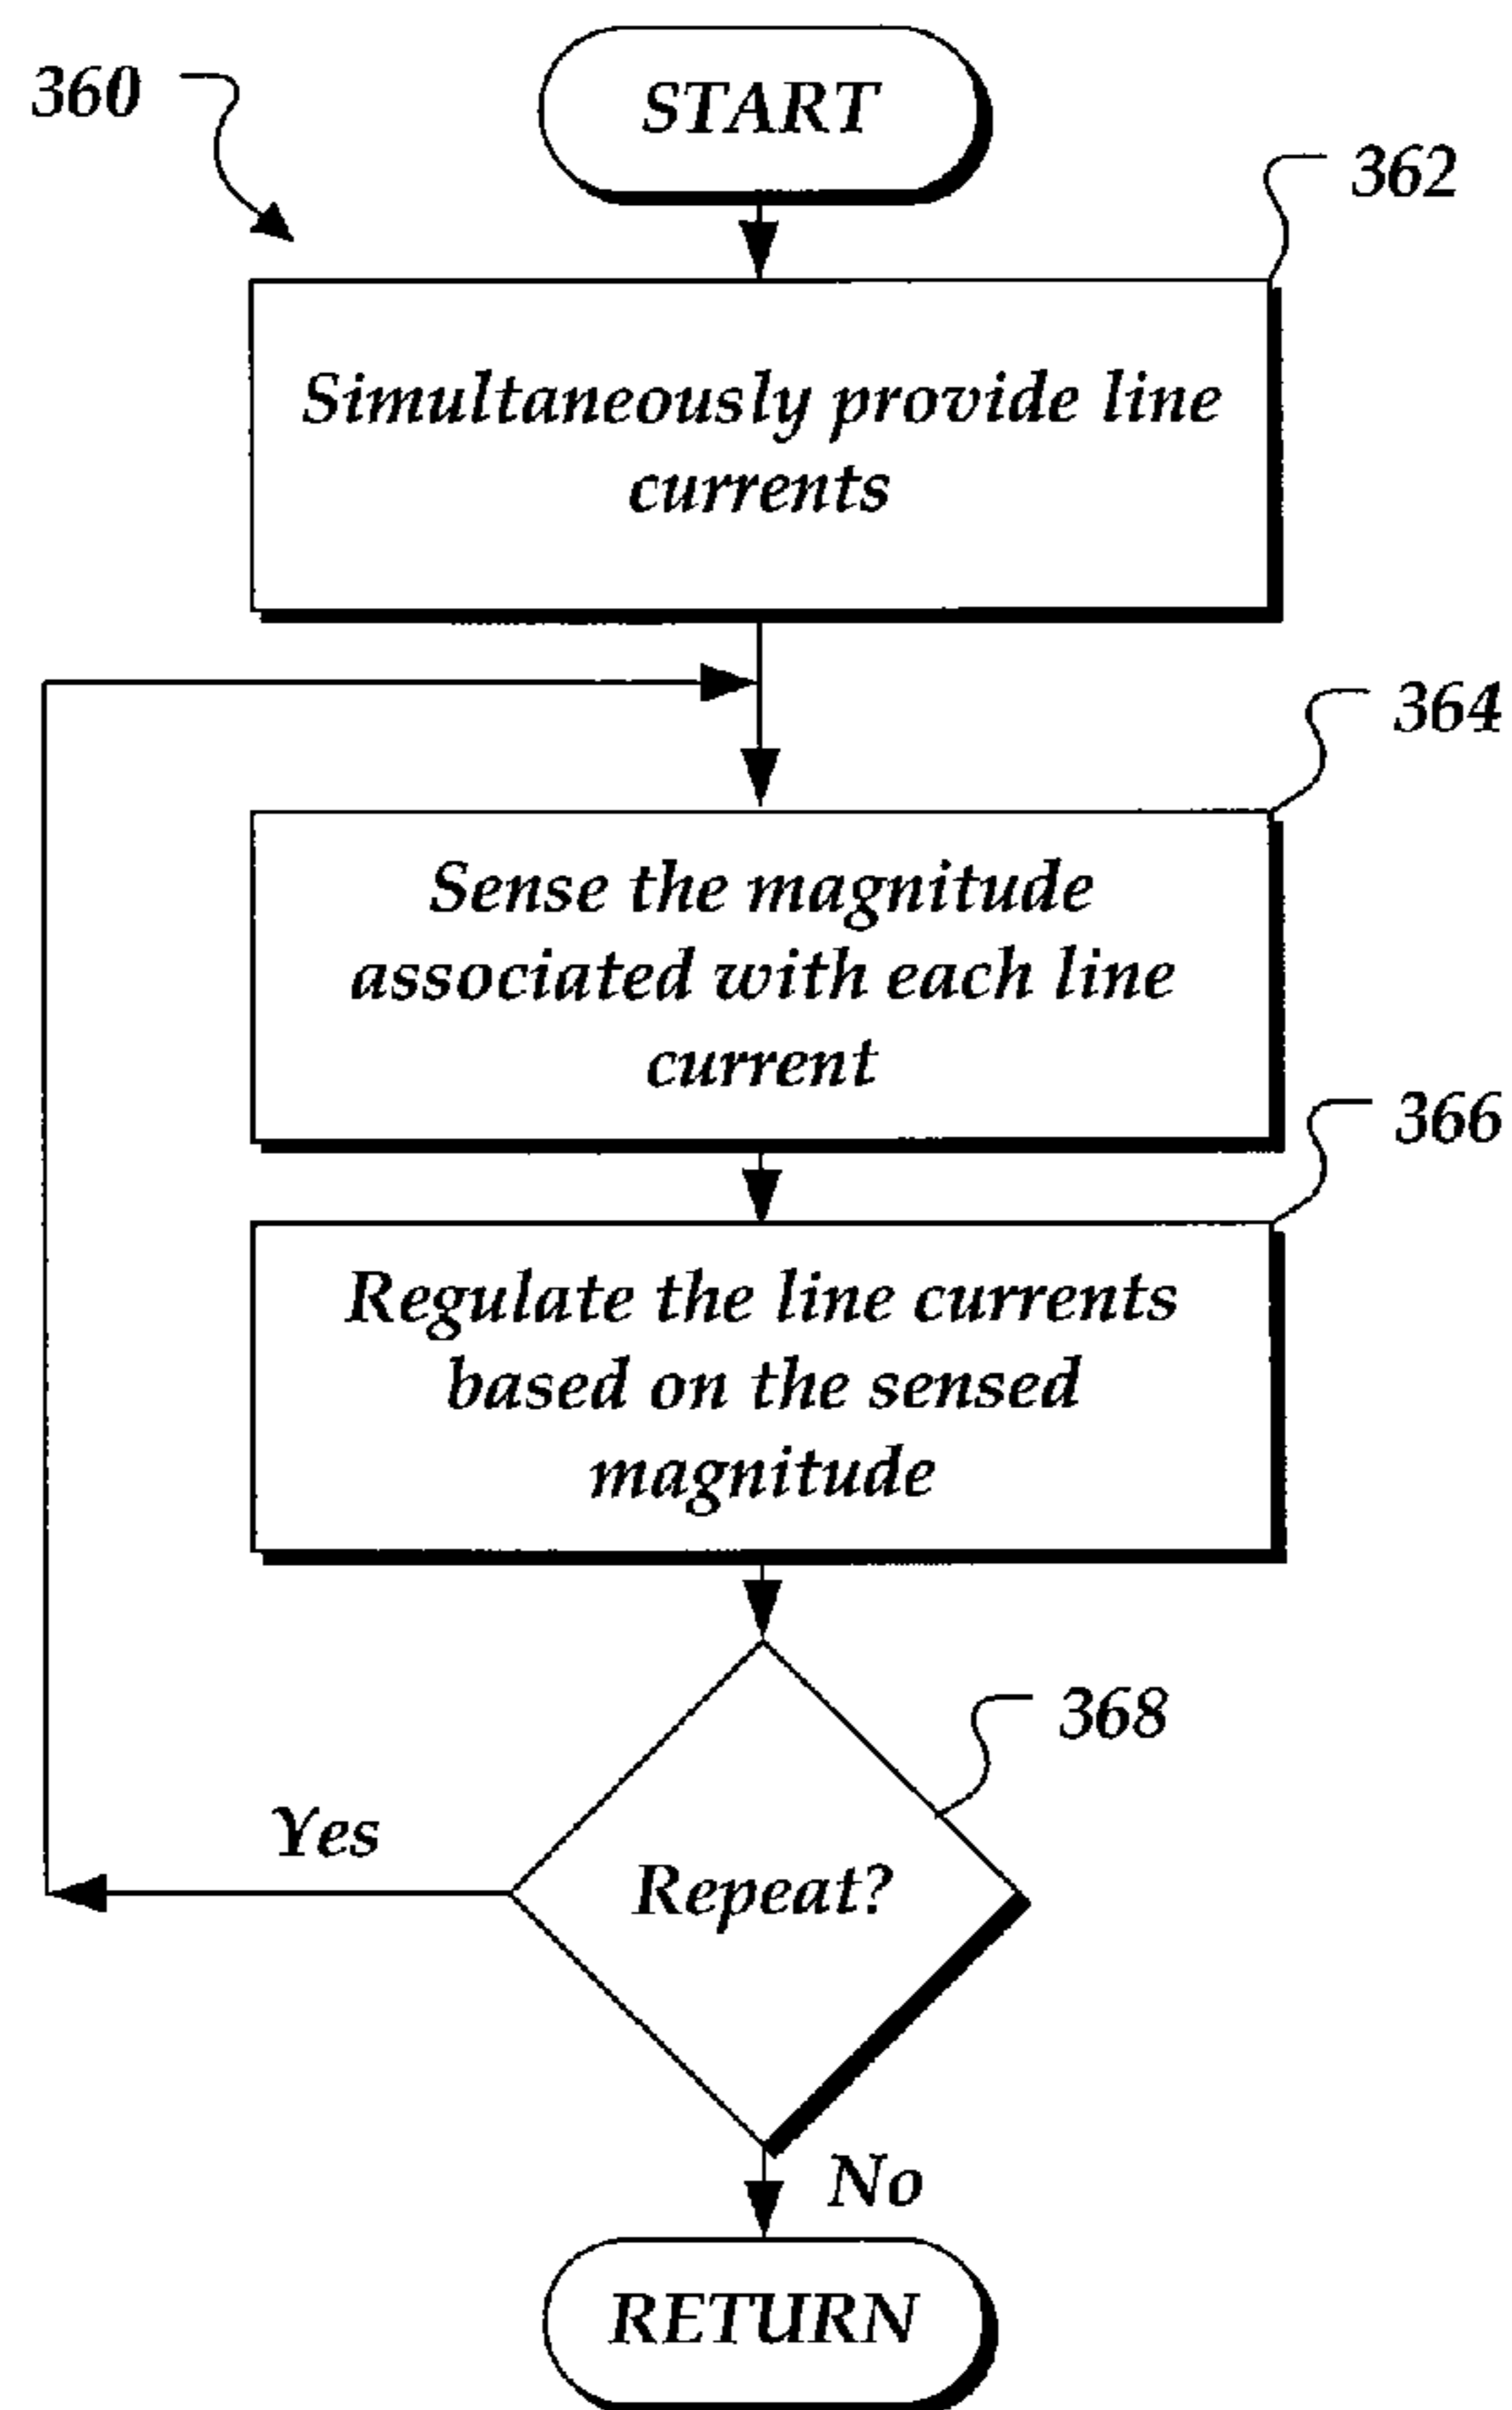 360
START
362
Simultaneously provide line
currents
364
Sense the magnitude
associated with each line
current
366
Regulate the line currents
based on the sensed
magnitude
368
Yes
Repeat?
No
RETURN